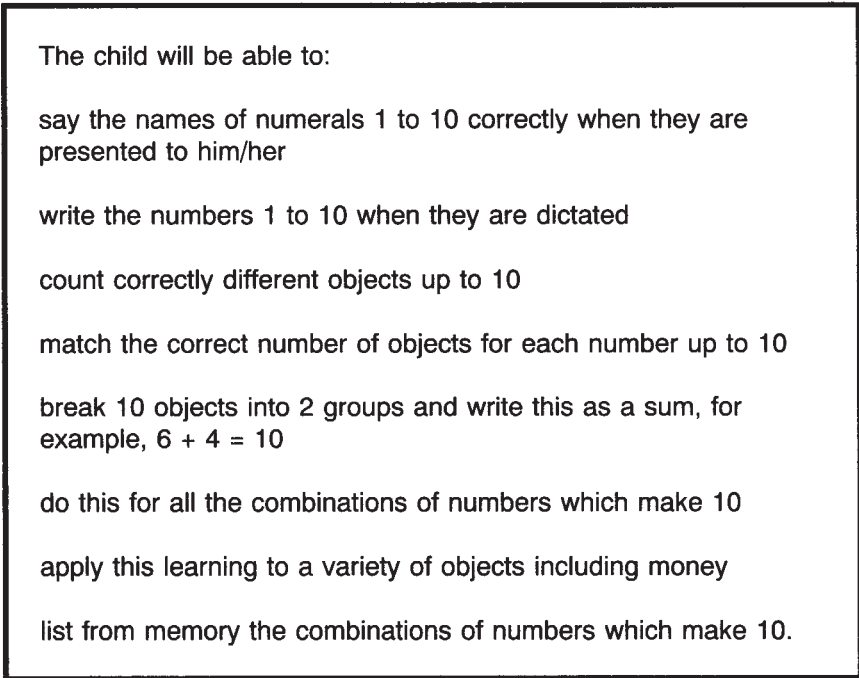 The child will be able to:
say the names of numerals 1 to 10 correctly when they are
presented to him/her
write the numbers 1 to 10 when they are dictated
count correctly different objects up to 10
match the correct number of objects for each number up to 10
break 10 objects into 2 groups and write this as a sum, for
example, 6 + 4 = 10
do this for all the combinations of numbers which make 10
apply this learning to a variety of objects including money
list from memory the combinations of numbers which make 10.